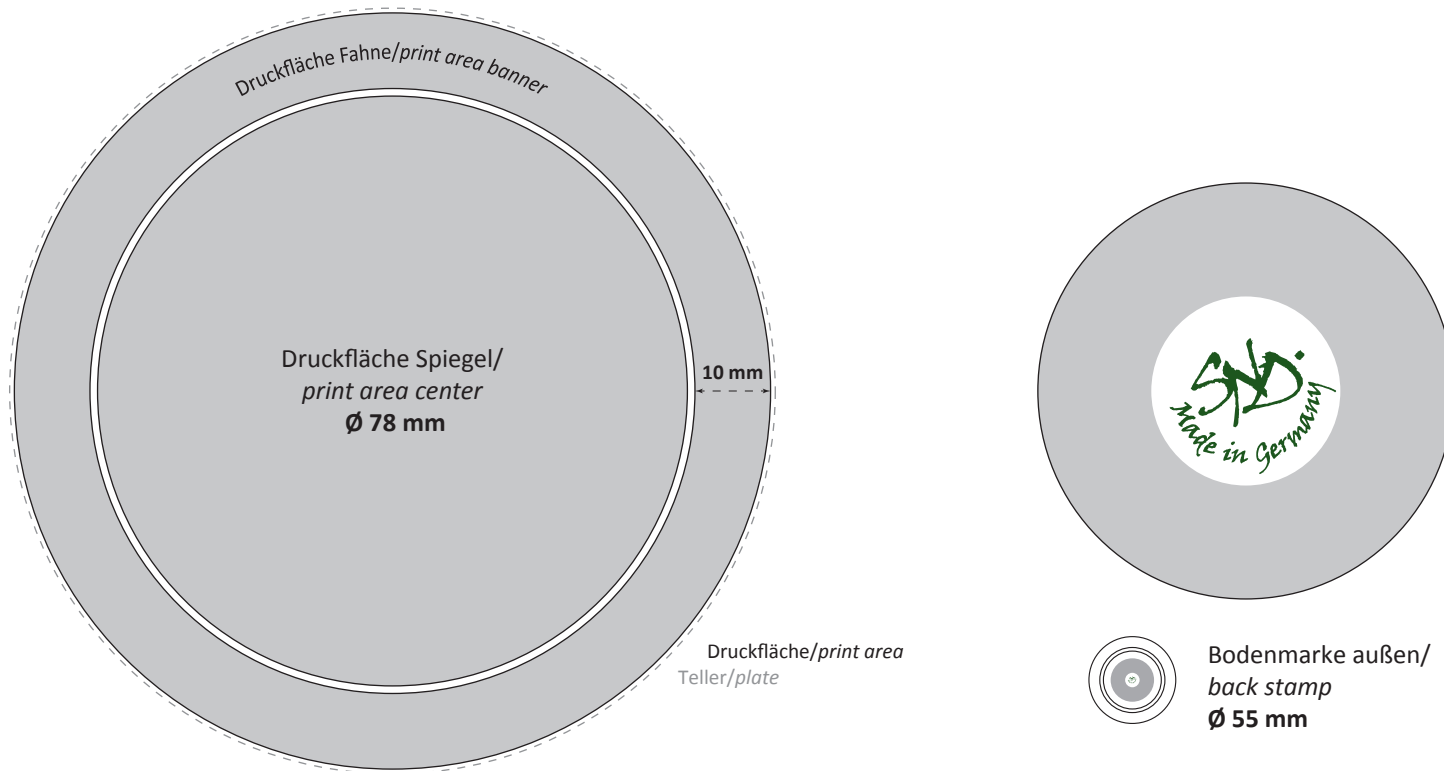 Druckfläche Fahne/print area banner
Druckfläche Spiegel/
print area center
Ø 78 mm
10 mm
Druckfläche/print area
Teller/plate
SND.
Made in Germany
Bodenmarke außen/
back stamp
Ø 55 mm